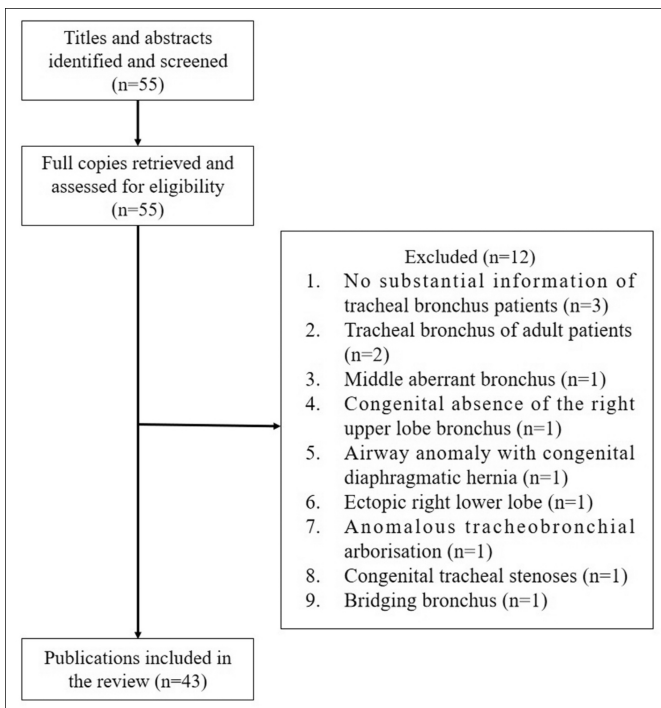 Titles and abstracts
identified and screened
(n=55)
Full copies retrieved and
assessed for eligibility
(n=55)
Excluded (n=12)
1. No substantial information of
tracheal bronchus patients (n=3)
2. Tracheal bronchus of adult patients
(n=2)
3. Middle aberrant bronchus (n=1)
4. Congenital absence of the right
upper lobe bronchus (n=1)
5. Airway anomaly with congenital
diaphragmatic hernia (n=1)
6. Ectopic right lower lobe (n=1)
7. Anomalous tracheobronchial
arborisation (n=1)
8. Congenital tracheal stenoses (n=1)
9. Bridging bronchus (n=1)
Publications included in
the review (n=43)